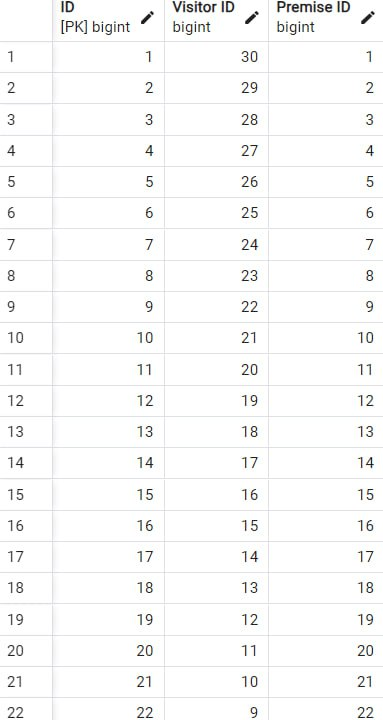 ID Visitor ID Premise ID
[PK] bigint bigint bigint
1 1 30 1
2 2 29 2
3 3 28 3
4 4 27 4
5 5 26 5
6 6 25 6
7 7 24 7
8 8 23 8
9 9 22 9
10 10 21 10
11 11 20 11
12 12 19 12
13 13 18 13
14 14 17 14
15 15 16 15
16 16 15 16
17 17 14 17
18 18 13 18
19 19 12 19
20 20 11 20
21 21 10 21
22 22 9 22